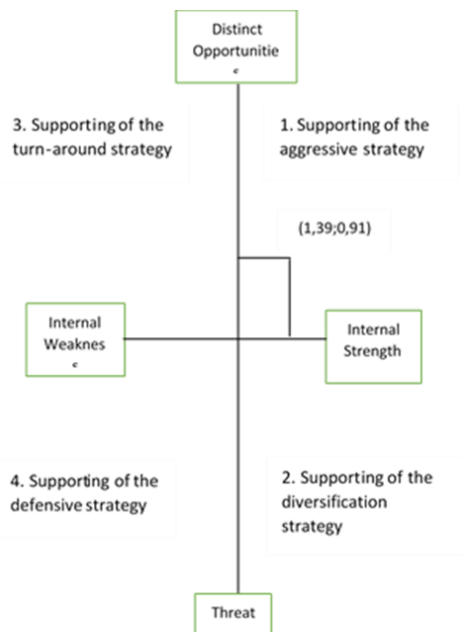 Distinct
Opportunitie
3. Supporting of the
turn-around strategy
1. Supporting of the
aggressive strategy
(1,39;0,91)
Internal
Weaknes
Internal
Strength
4. Supporting of the
defensive strategy
2. Supporting of the
diversification
strategy
Threat